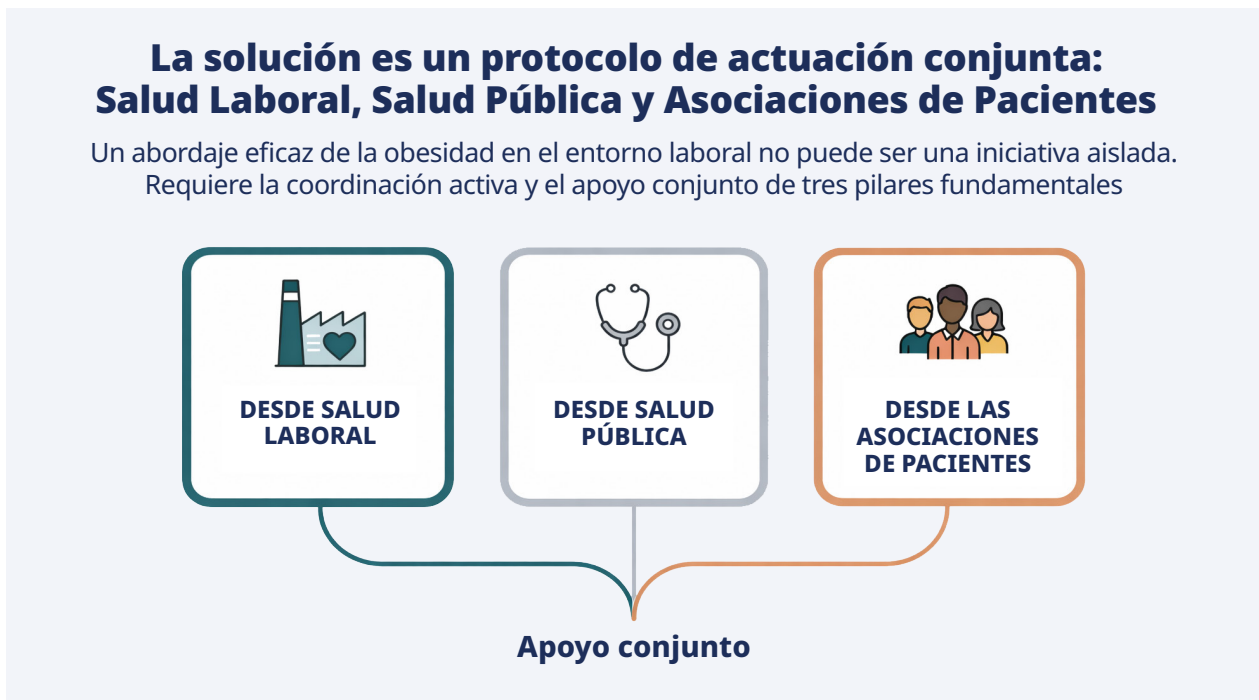 La solución es un protocolo de actuación conjunta:
Salud Laboral, Salud Pública y Asociaciones de Pacientes
Un abordaje eficaz de la obesidad en el entorno laboral no puede ser una iniciativa aislada.
Requiere la coordinación activa y el apoyo conjunto de tres pilares fundamentales
DESDE SALUD
LABORAL
DESDE SALUD
PÚBLICA
DESDE LAS
ASOCIACIONES
DE PACIENTES
Apoyo conjunto